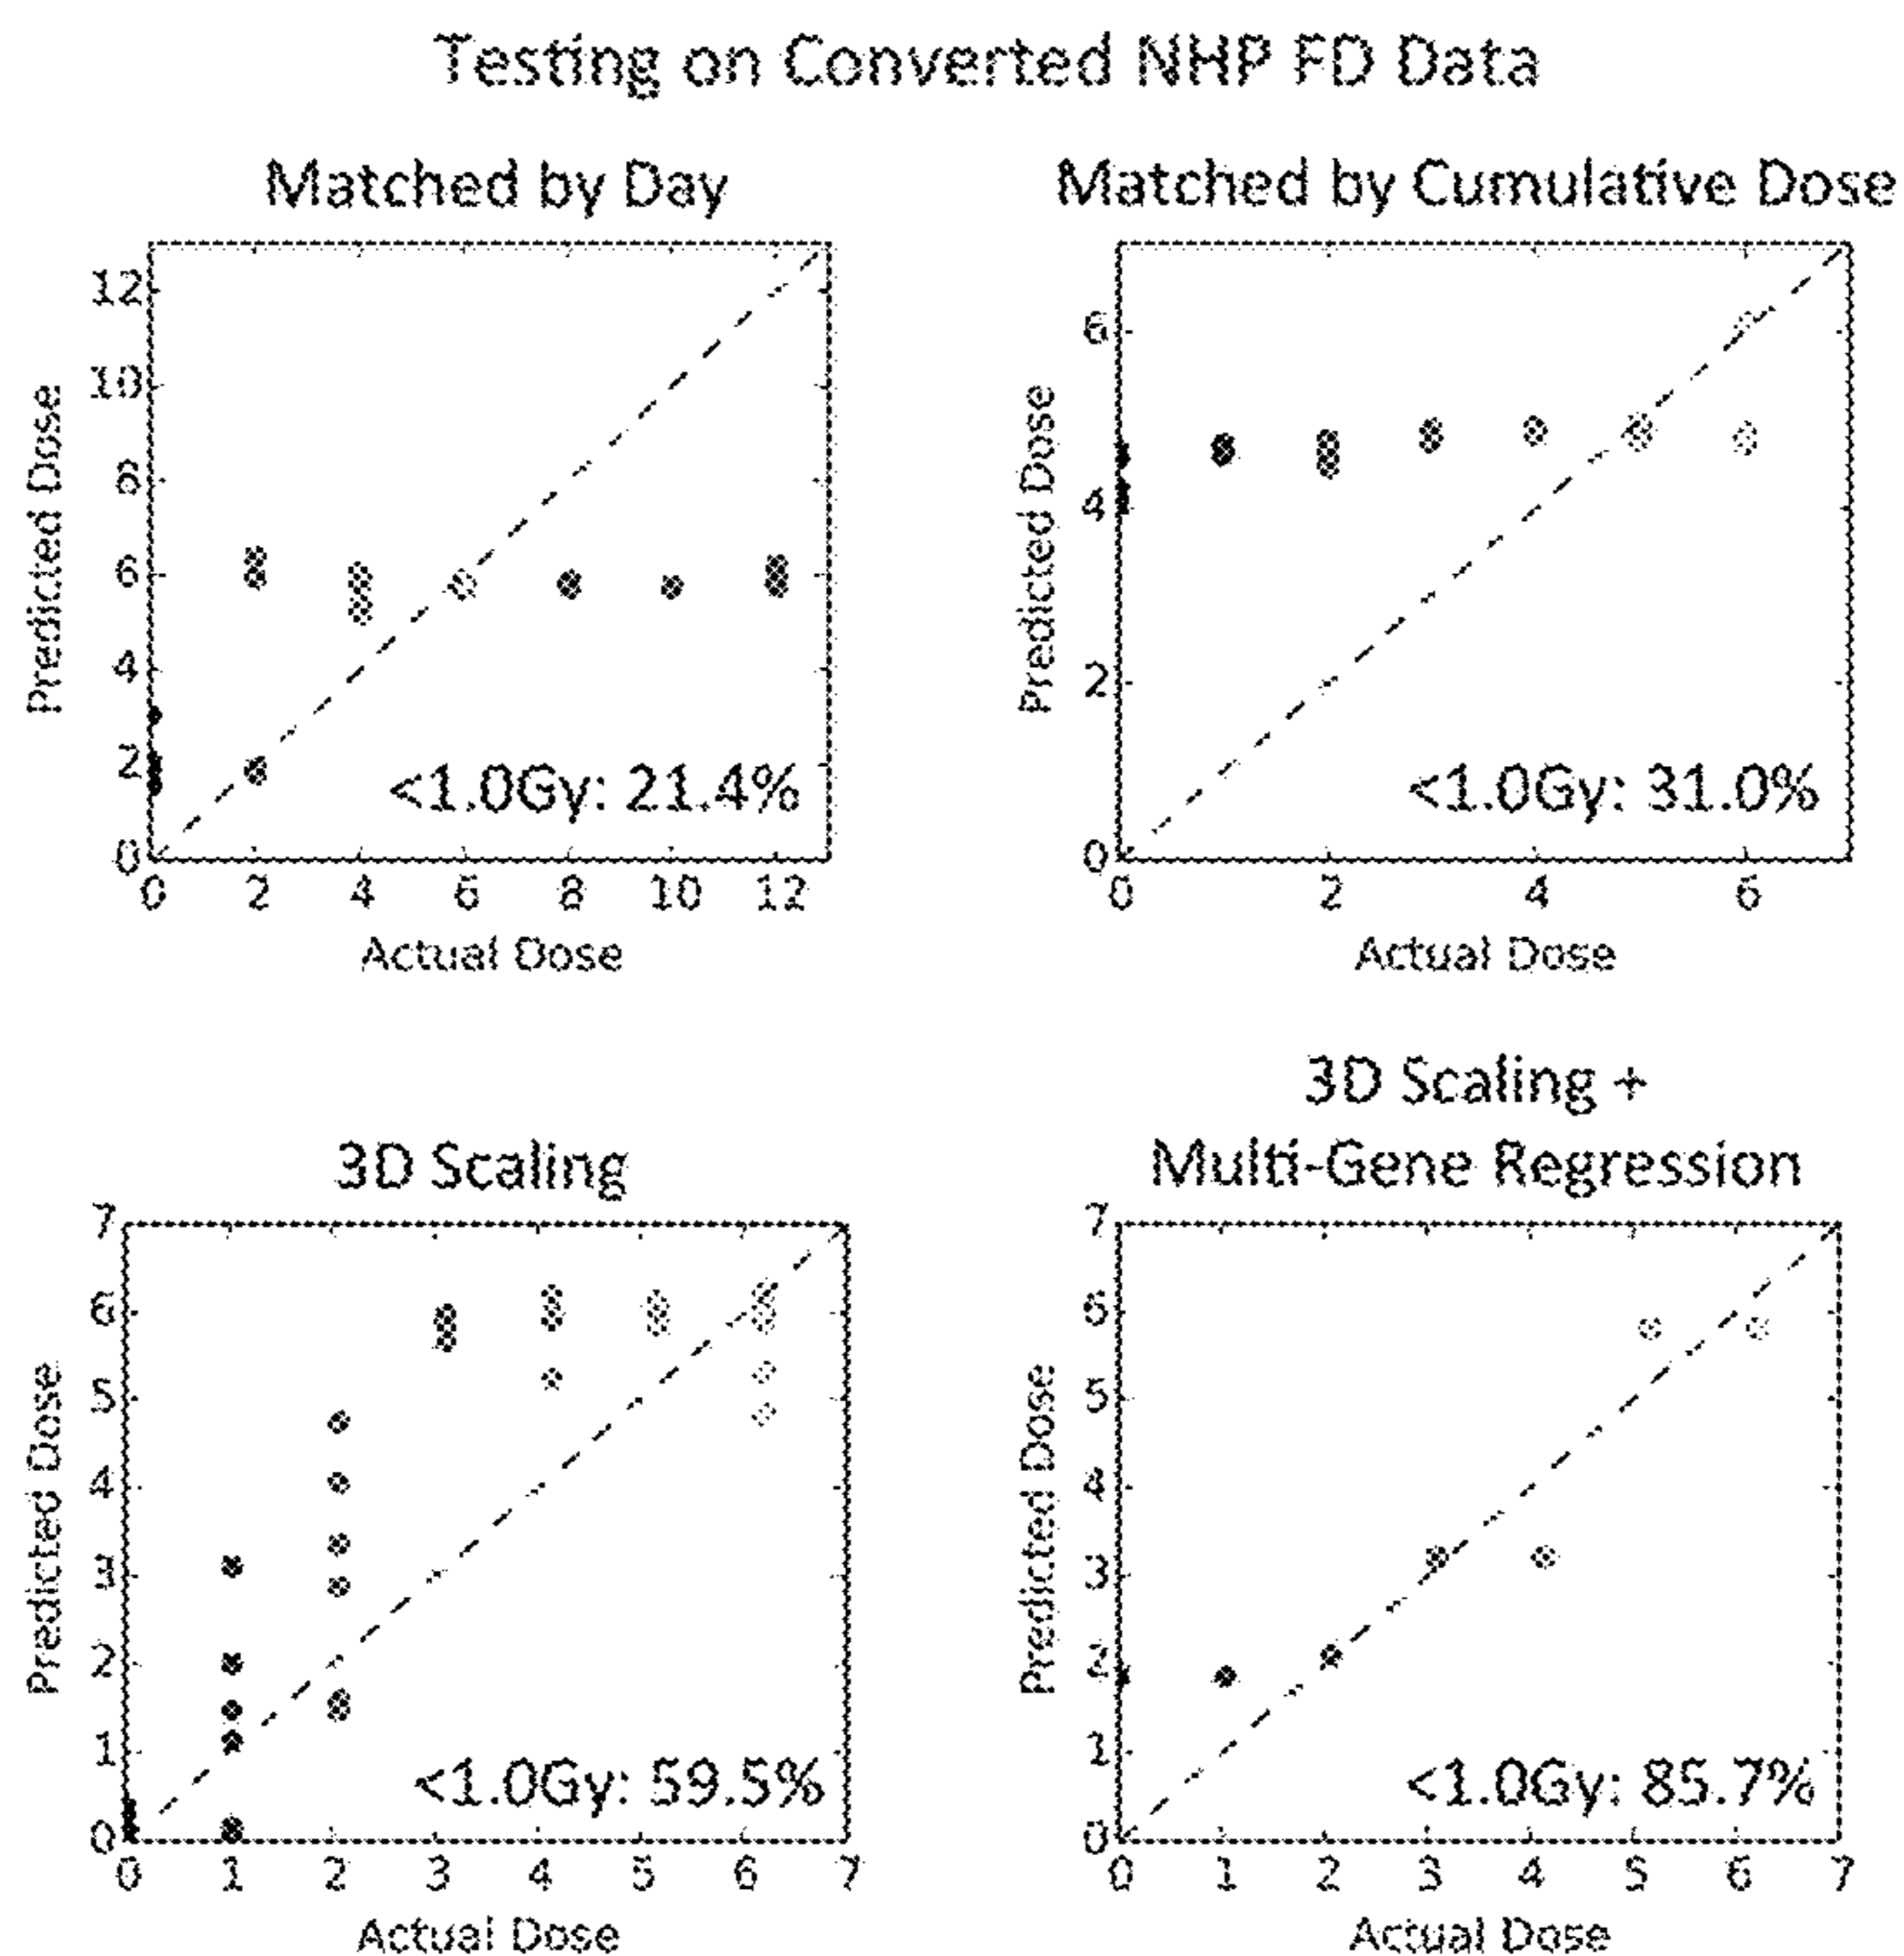 Testing on Converted NHP FD Data
Matched by Day
12
10
8
6
4
2
0
Predicted Dose
<1.0Gy: 21.4%
0 2 4 6 8 10 12
Actual Dose
Matched by Cumulative Dose
6
4
2
0
Predicted Dose
<1.0Gy: 31.0%
0 2 4 6
Actual Dose
3D Scaling
7
6
5
4
3
2
1
0
Predicted Dose
<1.0Gy: 59.5%
0 1 2 3 4 5 6 7
Actual Dose
3D Scaling +
Multi-Gene Regression
7
6
5
4
3
2
1
0
Predicted Dose
<1.0Gy: 85.7%
0 1 2 3 4 5 6 7
Actual Dose